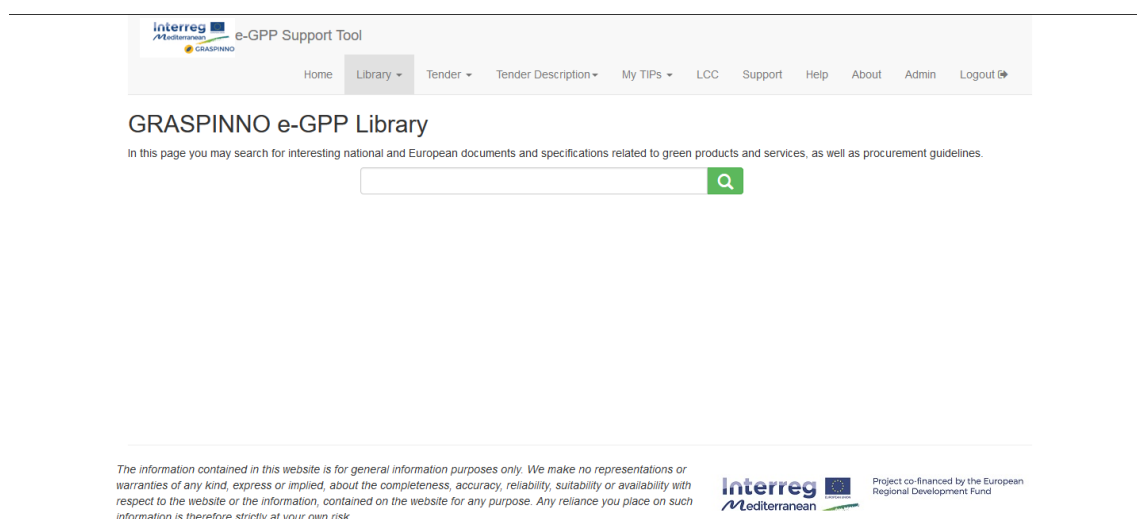 Interreg
Mediterranean
GRASPINNO
e-GPP Support Tool
Home Library Tender Tender Description My TIPs LCC Support Help About Admin Logout
GRASPINNO e-GPP Library
In this page you may search for interesting national and European documents and specifications related to green products and services, as well as procurement guidelines.
The information contained in this website is for general information purposes only. We make no representations or
warranties of any kind, express or implied, about the completeness, accuracy, reliability, suitability or availability with
respect to the website or the information, contained on the website for any purpose. Any reliance you place on such
information is therefore strictly at your own risk
Interreg
Mediterranean
Project co-financed by the European
Regional Development Fund